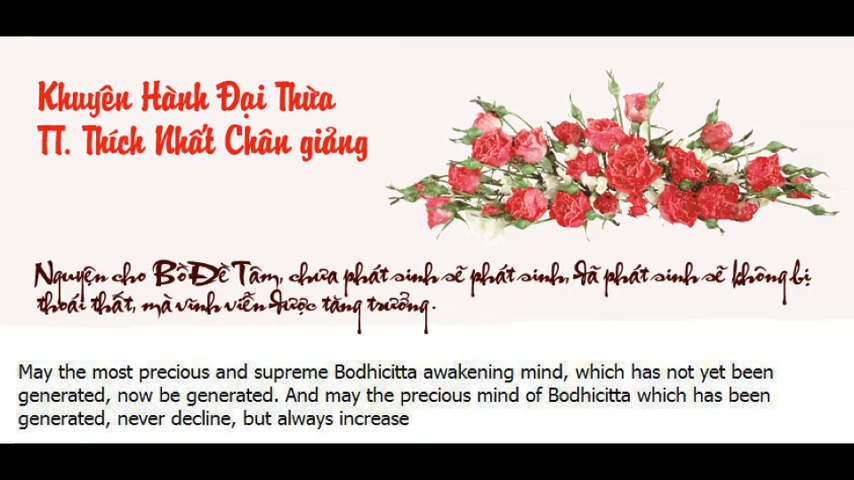 Khuyên Hành Đại Thừa
TT. Thích Nhất Chân giảng
Nguyện cho Bồ Đề Tâm, chưa phát sinh sẽ phát sinh, đã phát sinh sẽ không bị
thoái thất, mà vĩnh viễn được tăng trưởng.
May the most precious and supreme Bodhicitta awakening mind, which has not yet been
generated, now be generated. And may the precious mind of Bodhicitta which has been
generated, never decline, but always increase